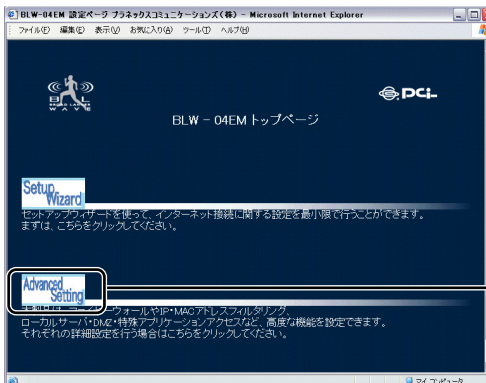 BLW-04EM 設定ページ プラネックスコミュニケーションズ(株) - Microsoft Internet Explorer
ファイル(F) 編集(E) 表示(V) お気に入り(A) ツール(T) ヘルプ(H)
BROAD LANNER
WAVE
PCi
BLW - 04EM トップページ
Setup
Wizard
セットアップウィザードを使って、インターネット接続に関する設定を最小限で行うことができます。
まずは、こちらをクリックしてください。
Advanced
Setting
ウォールやIP・MACアドレスフィルタリング、
ローカルサーバ・DMZ・特殊アプリケーションアクセスなど、高度な機能を設定できます。
それぞれの詳細設定を行う場合はこちらをクリックしてください。
マイ コンピュータ